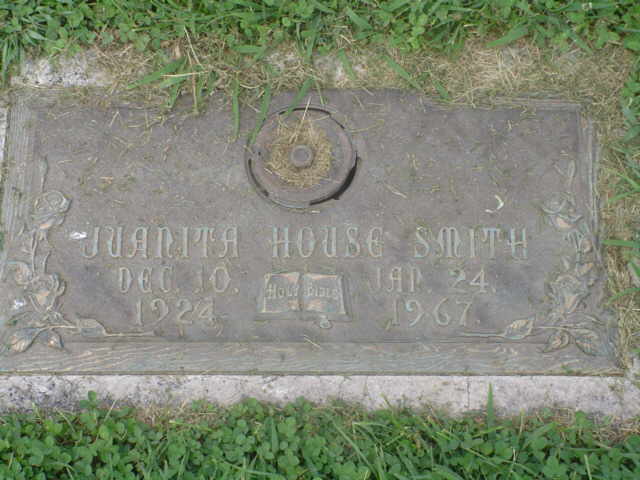 JUANITA HOUSE SMITH
DEC. 10, 1924
HOLY BIBLE
JAN. 24, 1967